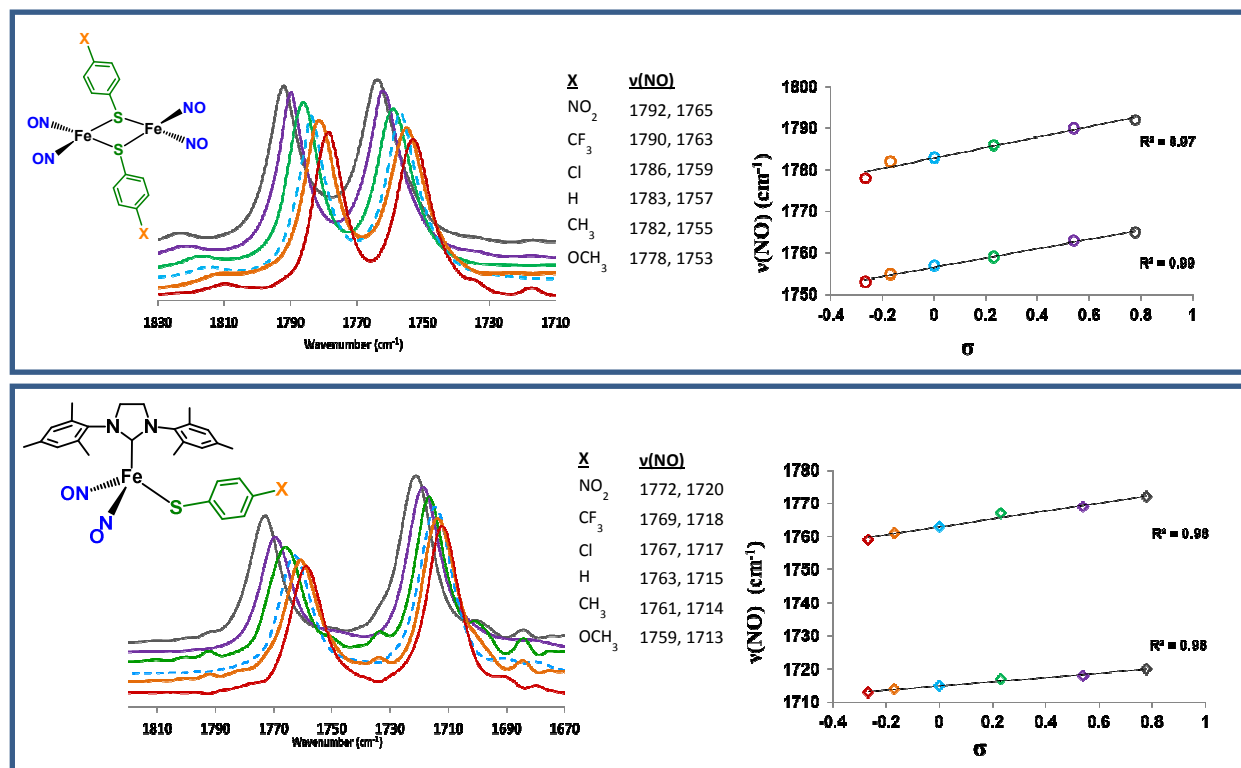 X
NO
ON
S
Fe
Fe
ON
NO
S
X
1830 1810 1790 1770 1750 1730 1710
Wavenumber (cm⁻¹)
X ν(NO)
NO₂ 1792, 1765
CF₃ 1790, 1763
Cl 1786, 1759
H 1783, 1757
CH₃ 1782, 1755
OCH₃ 1778, 1753
ν(NO) (cm⁻¹)
1800
1790
1780
1770
1760
1750
R² = 0.97
R² = 0.99
-0.4 -0.2 0 0.2 0.4 0.6 0.8 1
σ
N N
Fe
ON
N
O
S
X
1810 1790 1770 1750 1730 1710 1690 1670
Wavenumber (cm⁻¹)
X ν(NO)
NO₂ 1772, 1720
CF₃ 1769, 1718
Cl 1767, 1717
H 1763, 1715
CH₃ 1761, 1714
OCH₃ 1759, 1713
ν(NO) (cm⁻¹)
1780
1770
1760
1750
1740
1730
1720
1710
R² = 0.98
R² = 0.98
-0.4 -0.2 0 0.2 0.4 0.6 0.8 1
σ